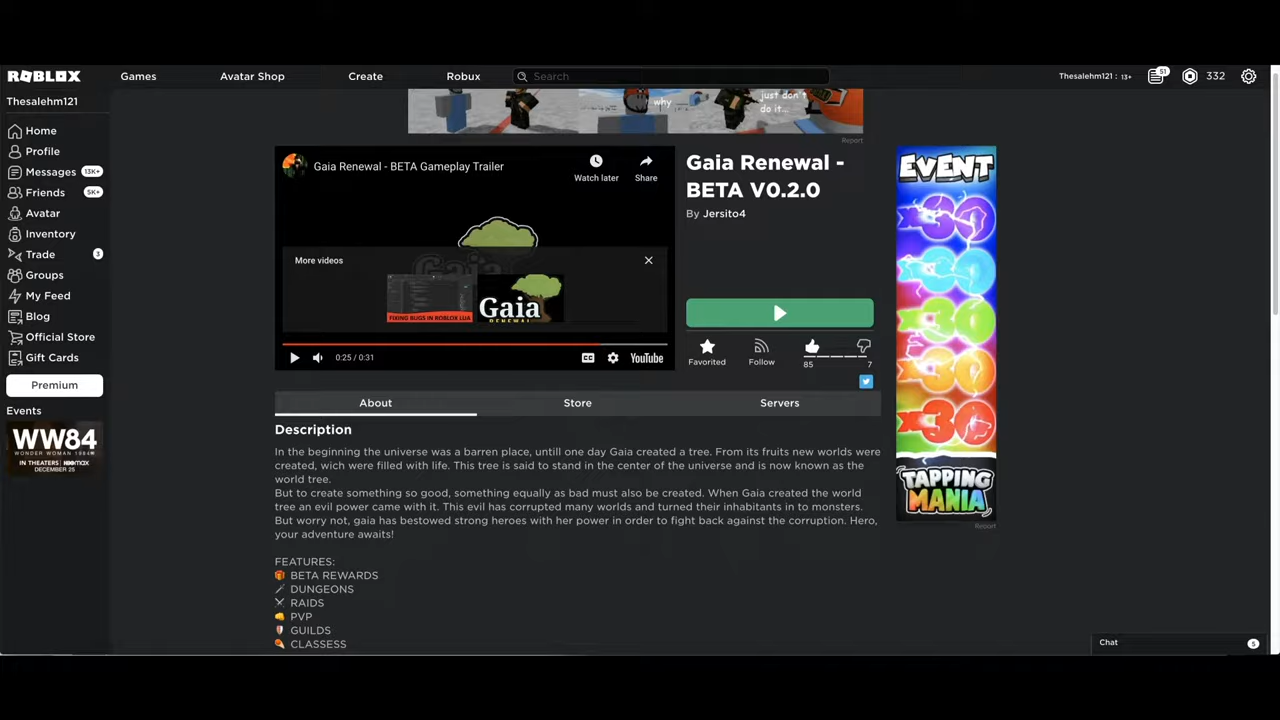 why
just don't
do it...
ROBLOX
Games
Avatar Shop
Create
Robux
Search
Thesalehm121 : 13+
51
332
Thesalehm121
Home
Profile
Messages 13K+
Friends 5K+
Avatar
Inventory
Trade 3
Groups
My Feed
Blog
Official Store
Gift Cards
Premium
Events
WW84
WONDER WOMAN 1984
IN THEATERS | HBOmax
DECEMBER 25
Report
Gaia Renewal - BETA Gameplay Trailer
Watch later
Share
More videos
FIXING BUGS IN ROBLOX LUA
Gaia
RENEWAL
0:25 / 0:31
CC
YouTube
Gaia Renewal -
BETA V0.2.0
By Jersito4
Favorited
Follow
85
7
About
Store
Servers
Description
In the beginning the universe was a barren place, untill one day Gaia created a tree. From its fruits new worlds were
created, wich were filled with life. This tree is said to stand in the center of the universe and is now known as the
world tree.
But to create something so good, something equally as bad must also be created. When Gaia created the world
tree an evil power came with it. This evil has corrupted many worlds and turned their inhabitants in to monsters.
But worry not, gaia has bestowed strong heroes with her power in order to fight back against the corruption. Hero,
your adventure awaits!
FEATURES:
BETA REWARDS
DUNGEONS
RAIDS
PVP
GUILDS
CLASSESS
EVENT
x30
x30
x30
x30
x30
TAPPING
MANIA
Report
Chat
5